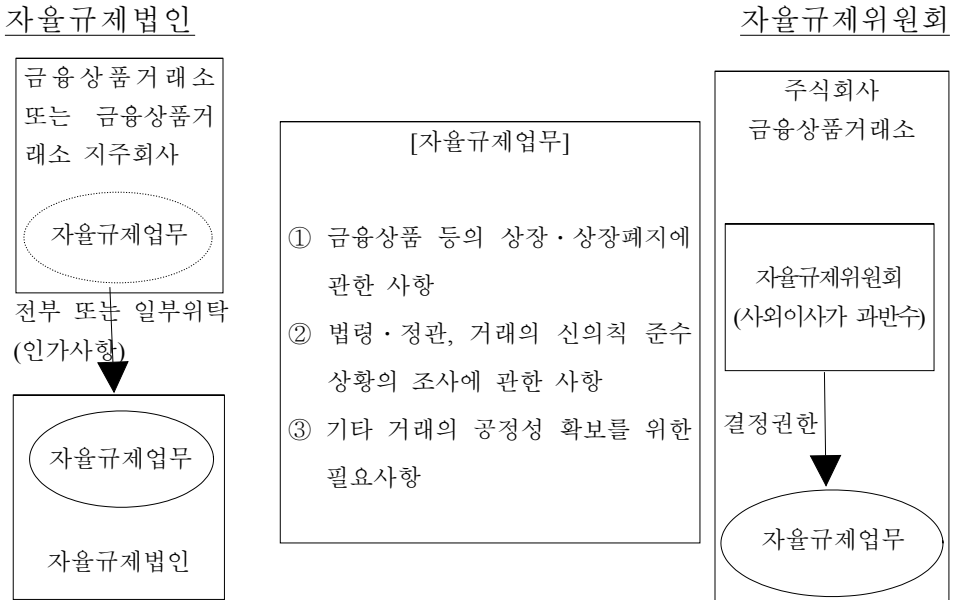 자율규제법인
금융상품거래소
또는 금융상품거
래소 지주회사
자율규제업무
전부 또는 일부위탁
(인가사항)
자율규제업무
자율규제법인
[자율규제업무]
① 금융상품 등의 상장·상장폐지에
관한 사항
② 법령·정관, 거래의 신의칙 준수
상황의 조사에 관한 사항
③ 기타 거래의 공정성 확보를 위한
필요사항
자율규제위원회
주식회사
금융상품거래소
자율규제위원회
(사외이사가 과반수)
결정권한
자율규제업무